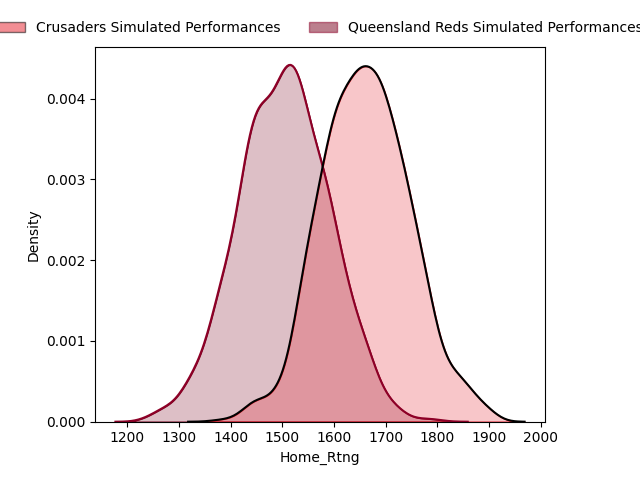 Crusaders Simulated Performances Queensland Reds Simulated Performances
0.004
0.003
0.002
0.001
0.000
Density
1200 1300 1400 1500 1600 1700 1800 1900 2000
Home_Rtng